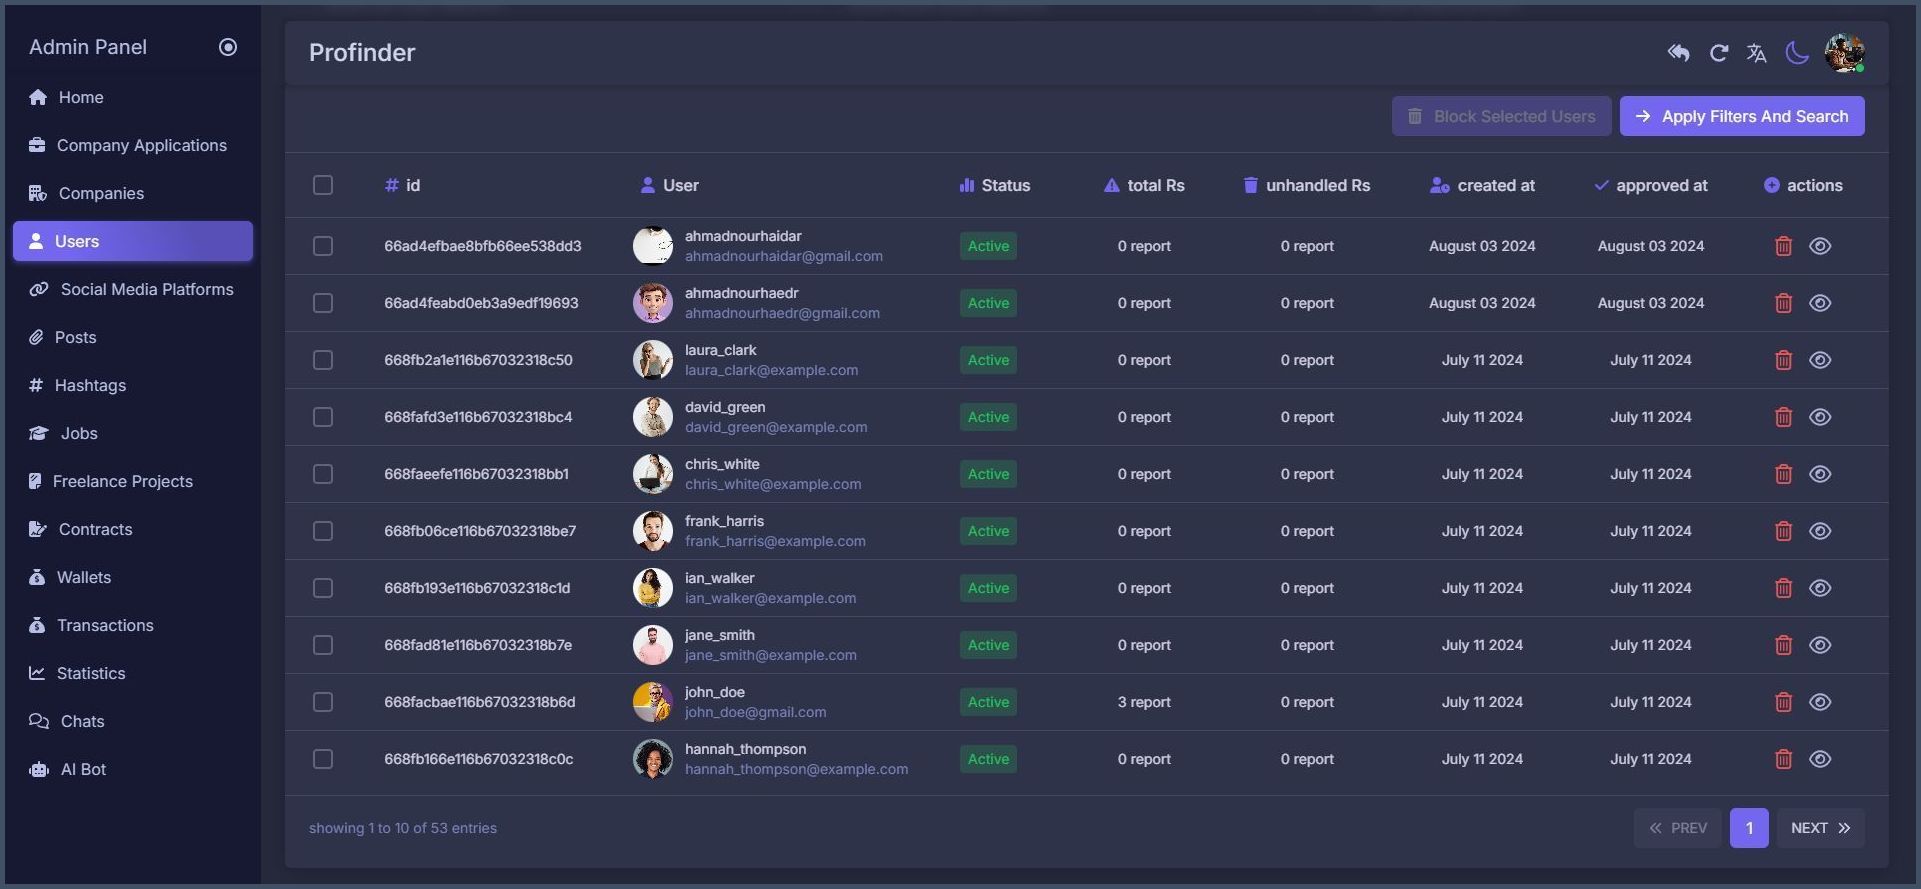 Admin Panel
Home
Company Applications
Companies
Users
Social Media Platforms
Posts
Hashtags
Jobs
Freelance Projects
Contracts
Wallets
Transactions
Statistics
Chats
AI Bot
Profinder
Block Selected Users Apply Filters And Search
# id User Status total Rs unhandled Rs created at approved at actions
66ad4efbae8bfb66ee538dd3 ahmadnourhaidar Active 0 report 0 report August 03 2024 August 03 2024
ahmadnourhaidar@gmail.com
66ad4feabd0eb3a9edf19693 ahmadnourhaedr Active 0 report 0 report August 03 2024 August 03 2024
ahmadnourhaedr@gmail.com
668fb2a1e116b67032318c50 laura_clark Active 0 report 0 report July 11 2024 July 11 2024
laura_clark@example.com
668fafd3e116b67032318bc4 david_green Active 0 report 0 report July 11 2024 July 11 2024
david_green@example.com
668faeefe116b67032318bb1 chris_white Active 0 report 0 report July 11 2024 July 11 2024
chris_white@example.com
668fb06ce116b67032318be7 frank_harris Active 0 report 0 report July 11 2024 July 11 2024
frank_harris@example.com
668fb193e116b67032318c1d ian_walker Active 0 report 0 report July 11 2024 July 11 2024
ian_walker@example.com
668fad81e116b67032318b7e jane_smith Active 0 report 0 report July 11 2024 July 11 2024
jane_smith@example.com
668facbae116b67032318b6d john_doe Active 3 report 0 report July 11 2024 July 11 2024
john_doe@gmail.com
668fb166e116b67032318c0c hannah_thompson Active 0 report 0 report July 11 2024 July 11 2024
hannah_thompson@example.com
showing 1 to 10 of 53 entries
PREV 1 NEXT